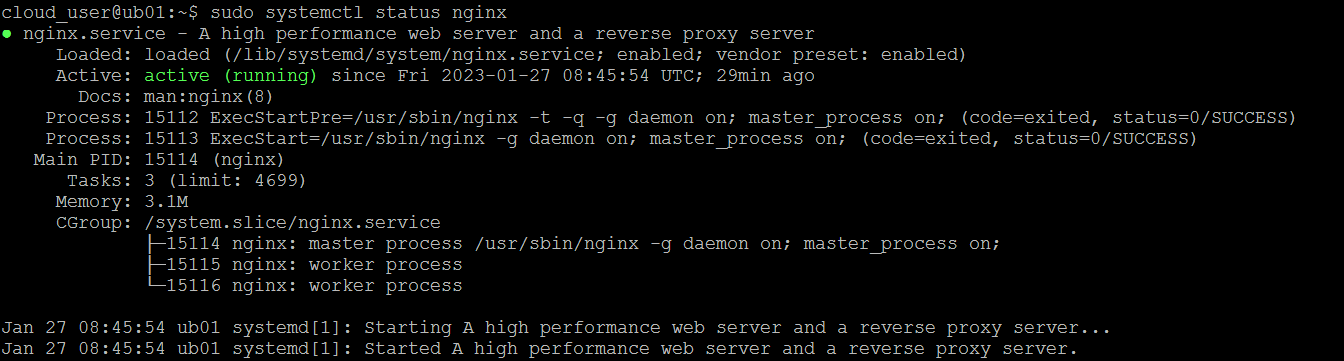 cloud_user@ub01:~$ sudo systemctl status nginx
● nginx.service - A high performance web server and a reverse proxy server
Loaded: loaded (/lib/systemd/system/nginx.service; enabled; vendor preset: enabled)
Active: active (running) since Fri 2023-01-27 08:45:54 UTC; 29min ago
Docs: man:nginx(8)
Process: 15112 ExecStartPre=/usr/sbin/nginx -t -q -g daemon on; master_process on; (code=exited, status=0/SUCCESS)
Process: 15113 ExecStart=/usr/sbin/nginx -g daemon on; master_process on; (code=exited, status=0/SUCCESS)
Main PID: 15114 (nginx)
Tasks: 3 (limit: 4699)
Memory: 3.1M
CGroup: /system.slice/nginx.service
├─15114 nginx: master process /usr/sbin/nginx -g daemon on; master_process on;
├─15115 nginx: worker process
└─15116 nginx: worker process
Jan 27 08:45:54 ub01 systemd[1]: Starting A high performance web server and a reverse proxy server...
Jan 27 08:45:54 ub01 systemd[1]: Started A high performance web server and a reverse proxy server.